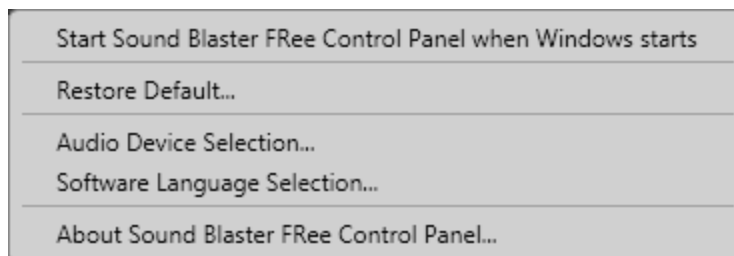 Start Sound Blaster FRee Control Panel when Windows starts
Restore Default...
Audio Device Selection...
Software Language Selection...
About Sound Blaster FRee Control Panel...